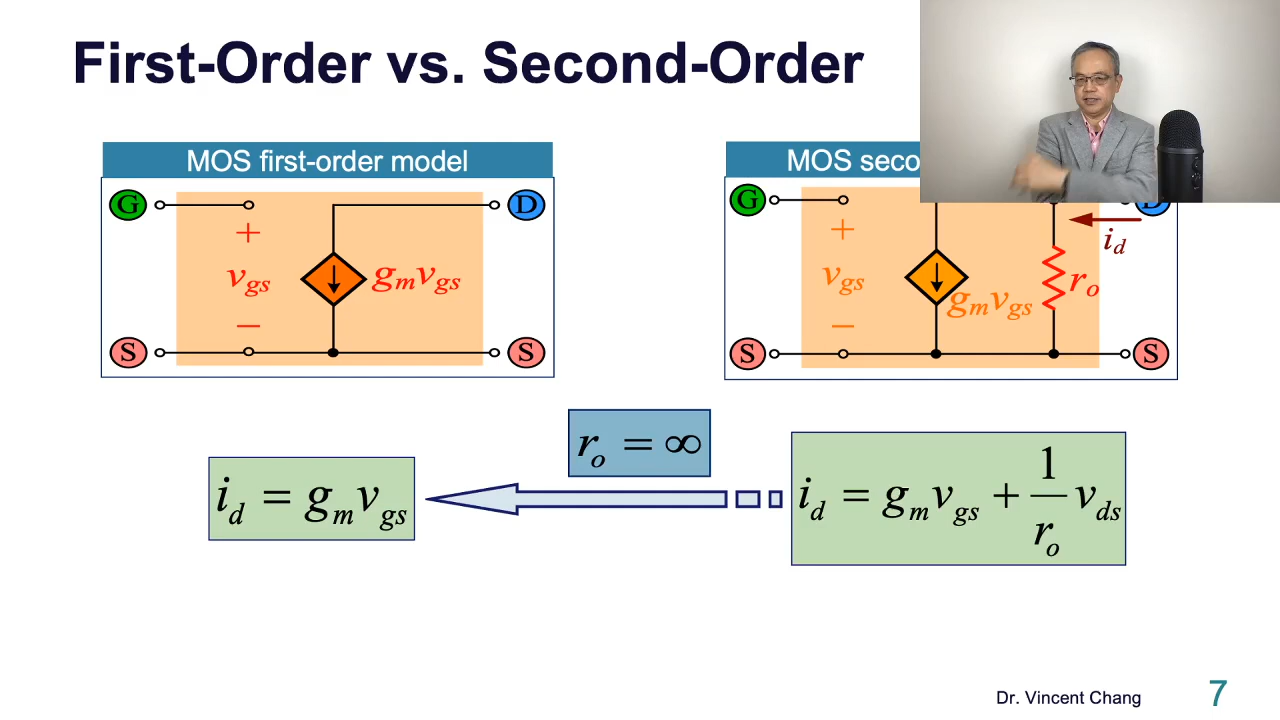 First-Order vs. Second-Order
MOS first-order model
MOS seco
G
D
+
v_gs
g_m v_gs
−
S
S
G
D
+
i_d
v_gs
g_m v_gs
r_o
−
S
S
r_o = ∞
i_d = g_m v_gs
i_d = g_m v_gs + 1/r_o v_ds
Dr. Vincent Chang
7